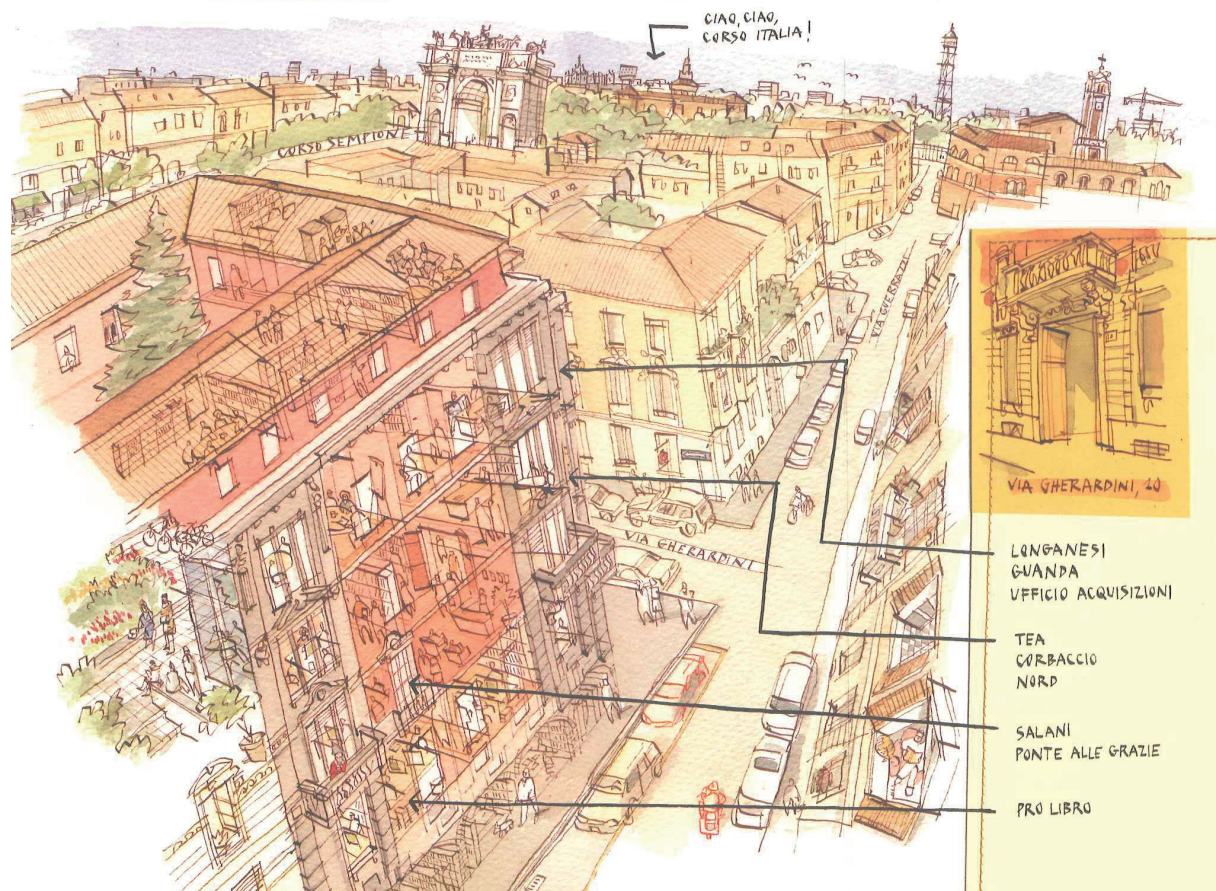 CIAO, CIAO,
CORSO ITALIA!
CORSO SEMPIONE
VIA GUERRAZZI
VIA GHERARDINI
VIA GHERARDINI, 10
LONGANESI
GUANDA
UFFICIO ACQUISIZIONI
TEA
CORBACCIO
NORD
SALANI
PONTE ALLE GRAZIE
PRO LIBRO